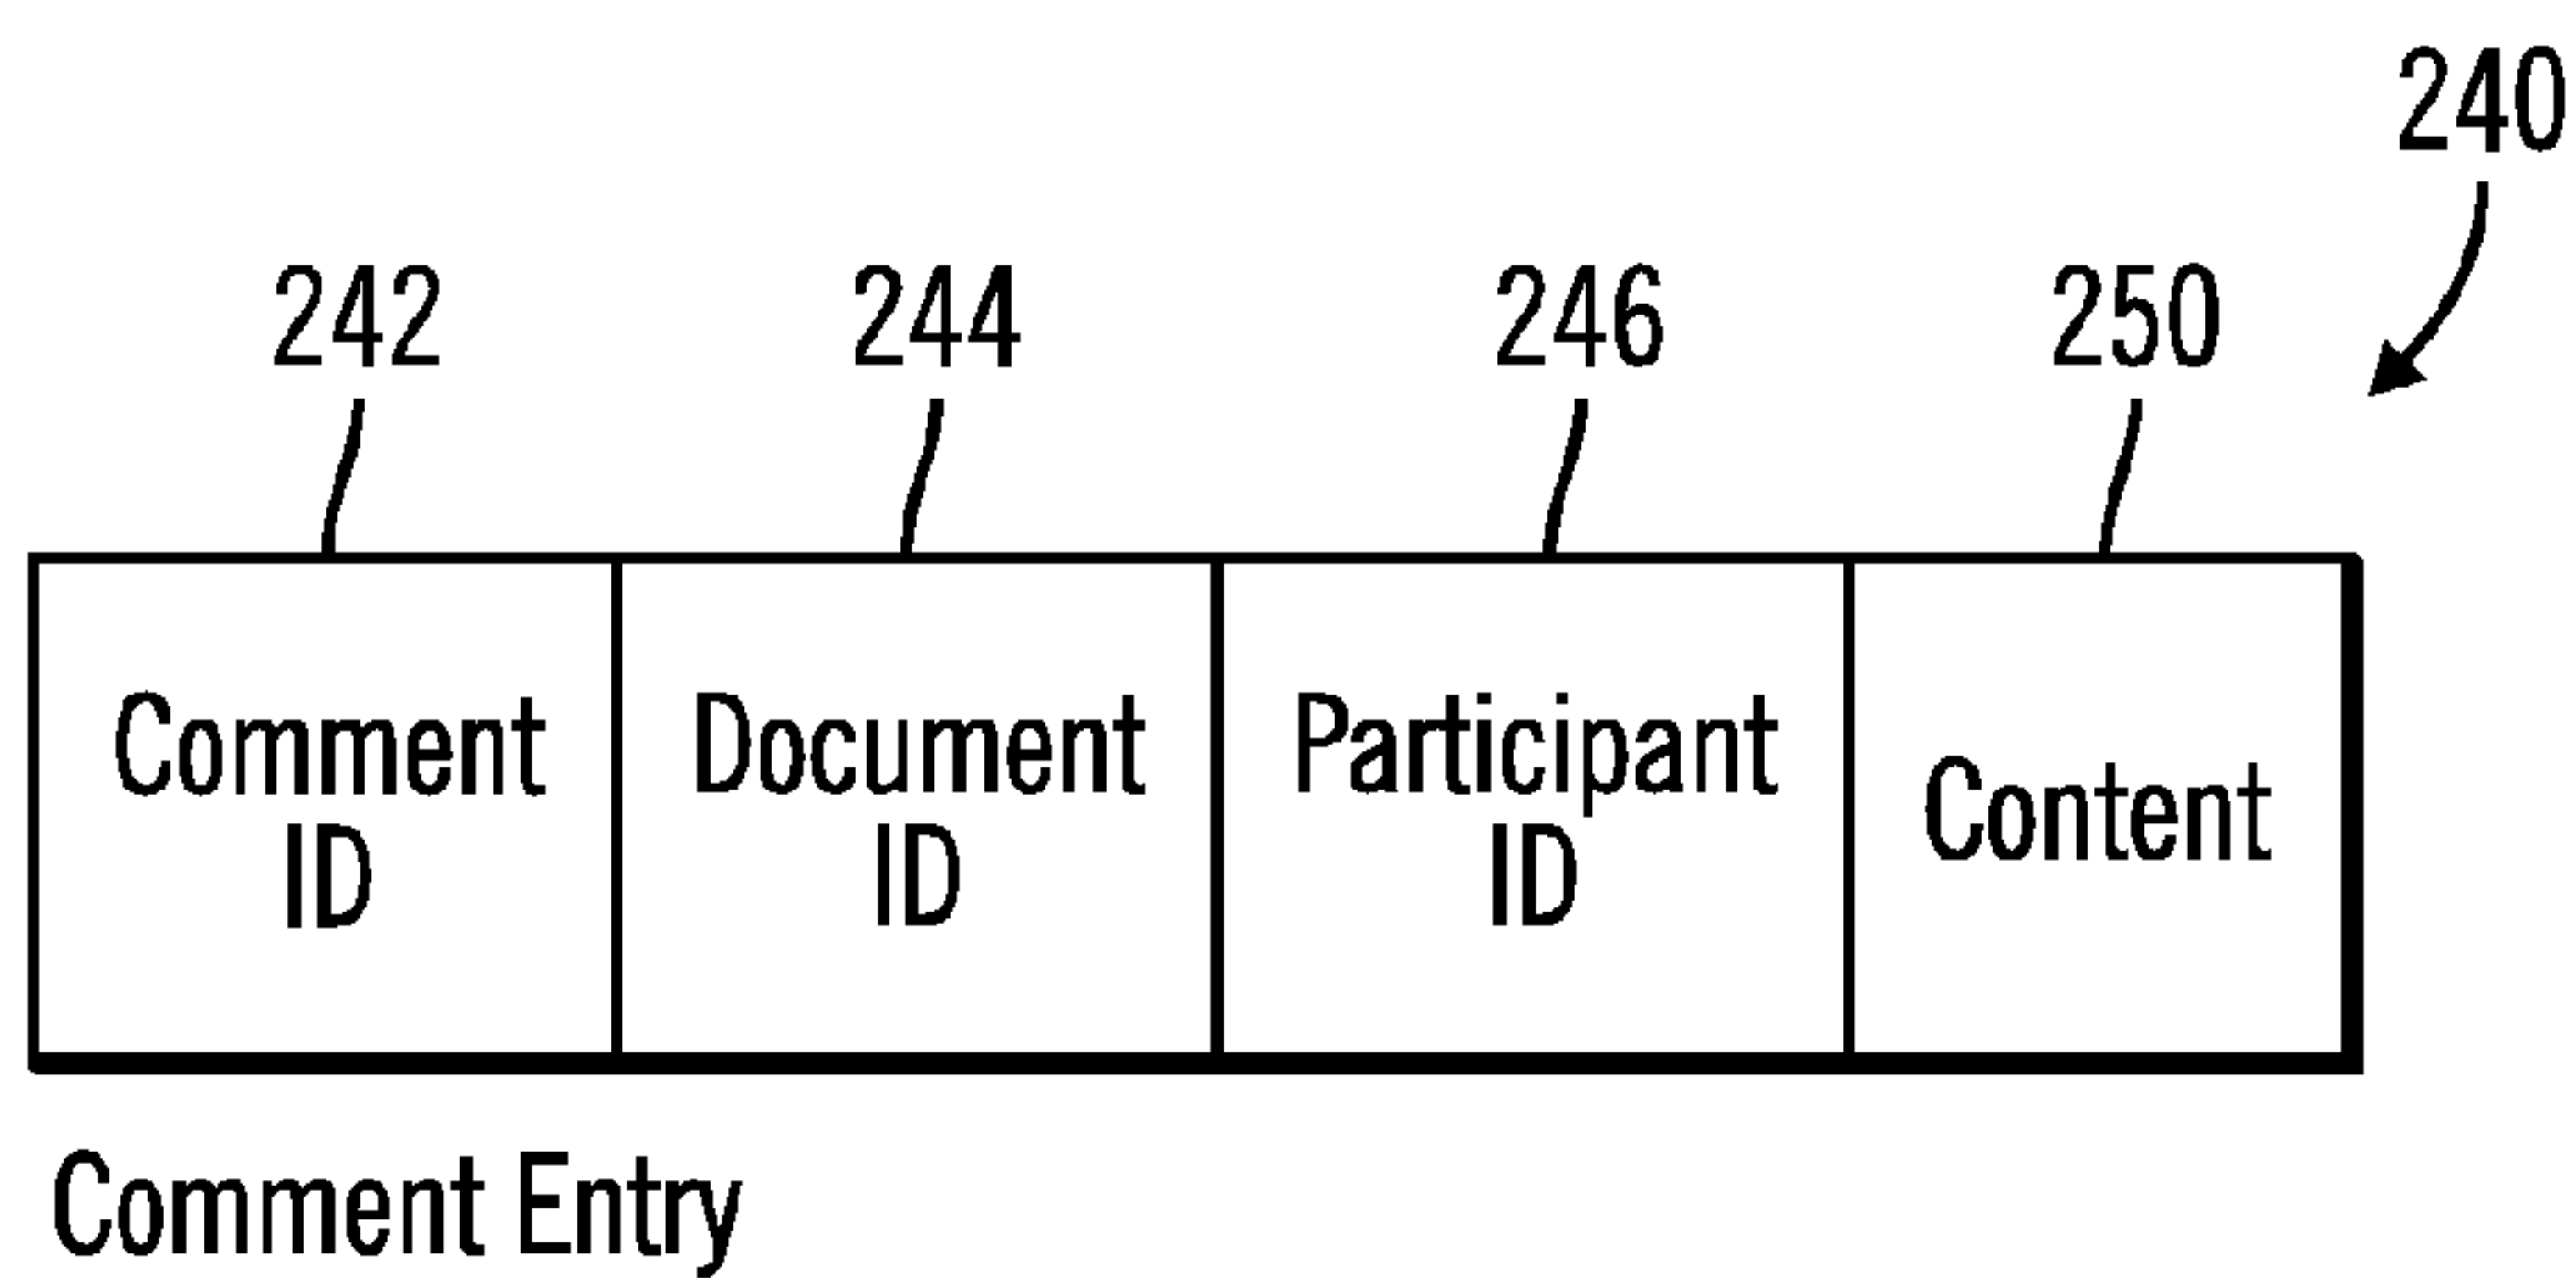 240
242 244 246 250
Comment ID
Document ID
Participant ID
Content
Comment Entry